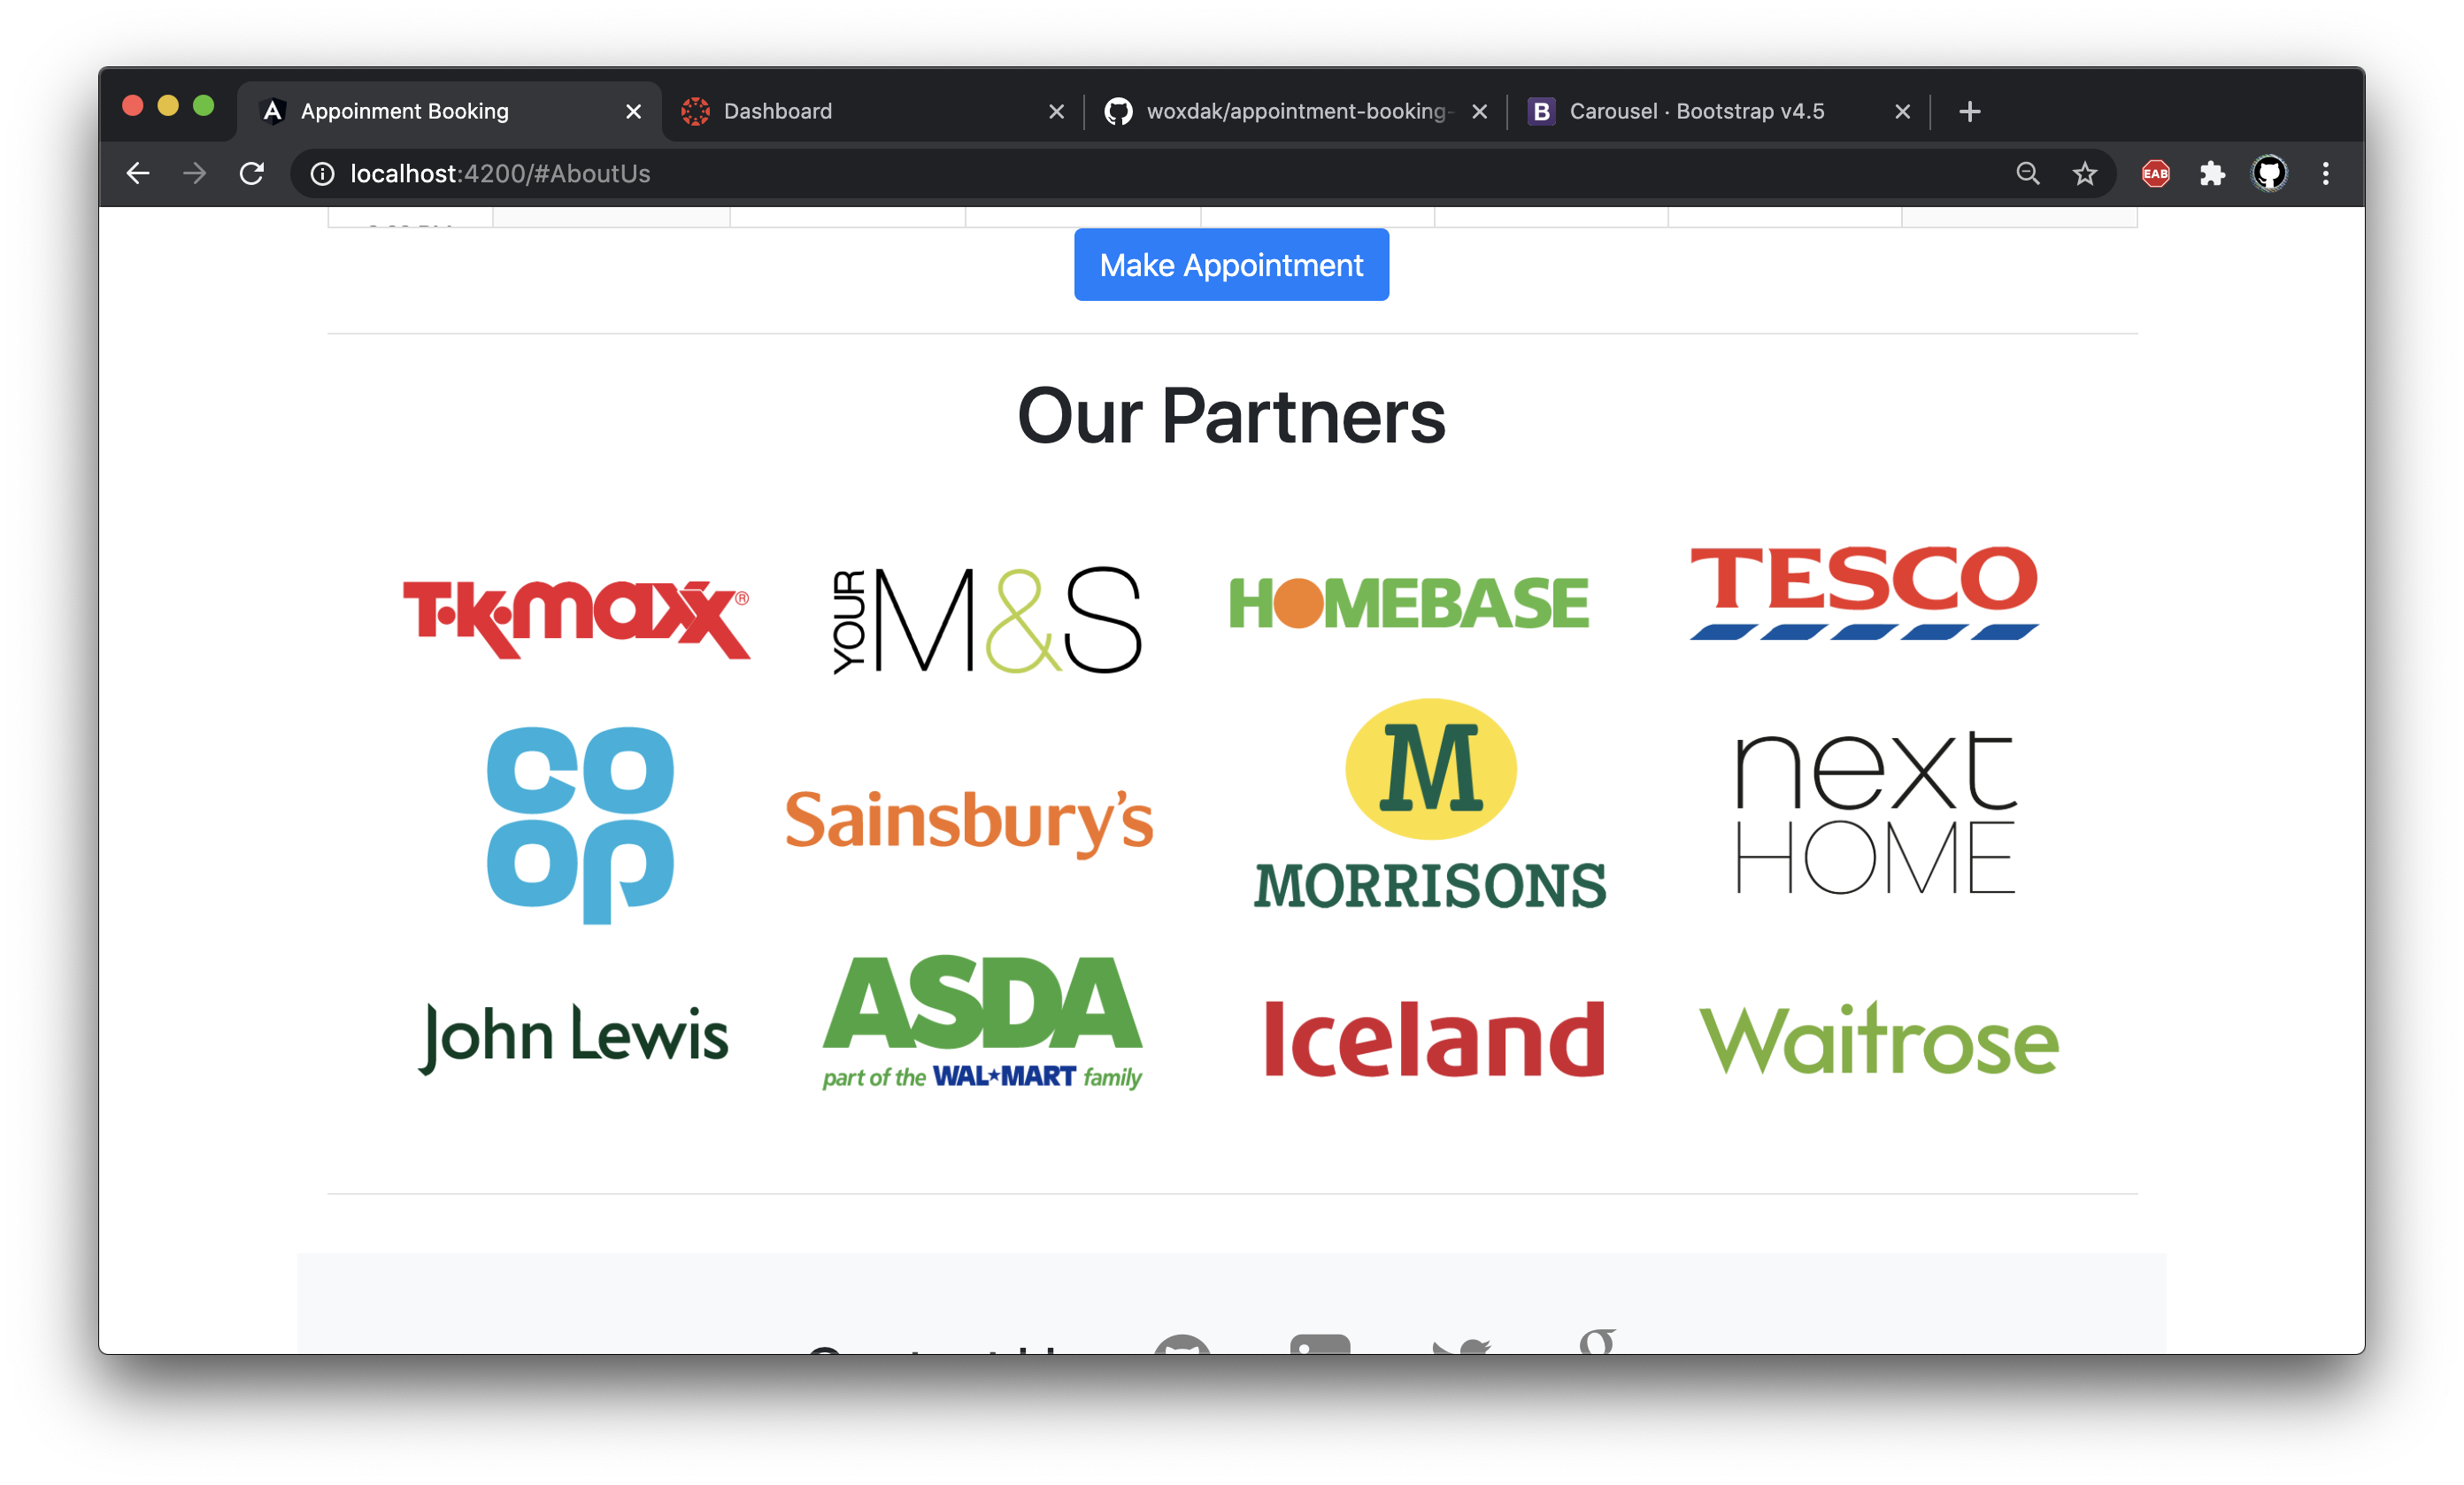 Appoinment Booking
Dashboard
woxdak/appointment-booking-
Carousel · Bootstrap v4.5
localhost:4200/#AboutUs
EAB
Make Appointment
Our Partners
T·K·maxx®
YOUR M&S
HOMEBASE
TESCO
co
op
Sainsbury's
M
MORRISONS
next
HOME
John Lewis
ASDA
part of the WAL★MART family
Iceland
Waitrose